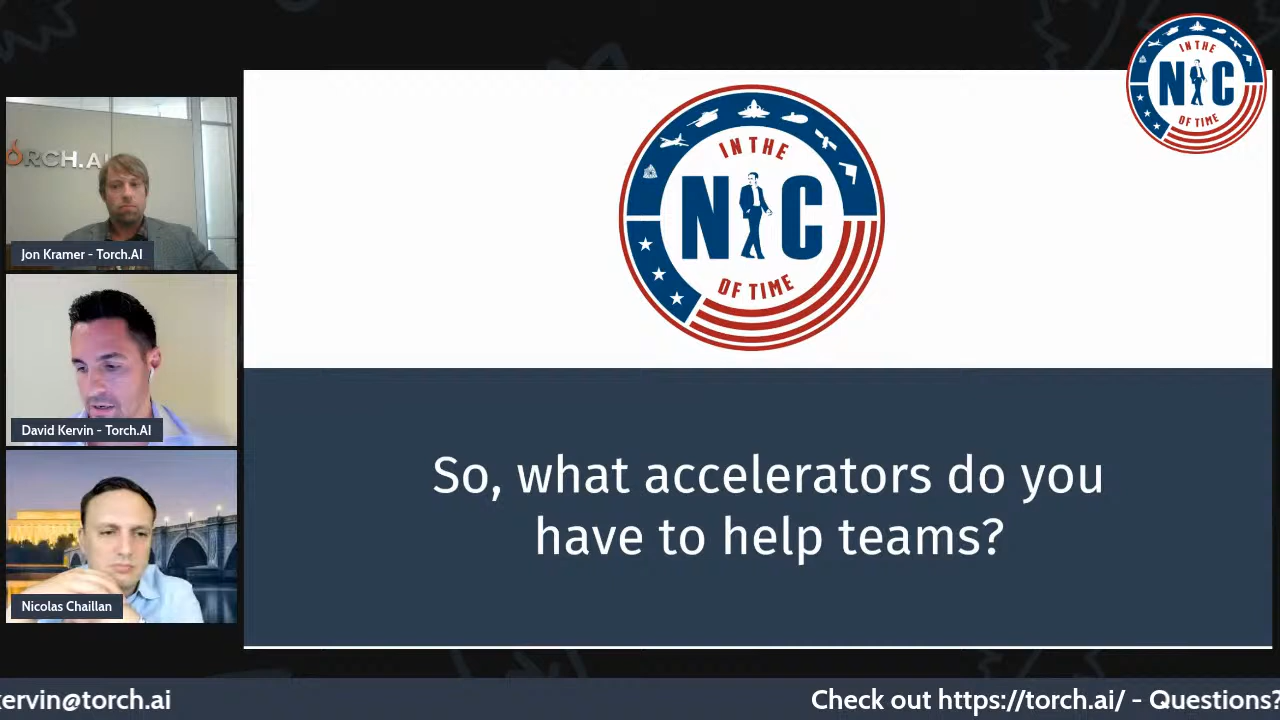 IN THE
NIC
OF TIME
IN THE
NIC
OF TIME
ORCH.A
Jon Kramer - Torch.AI
David Kervin - Torch.AI
Nicolas Chaillan
So, what accelerators do you
have to help teams?
kervin@torch.ai
Check out https://torch.ai/ - Questions?